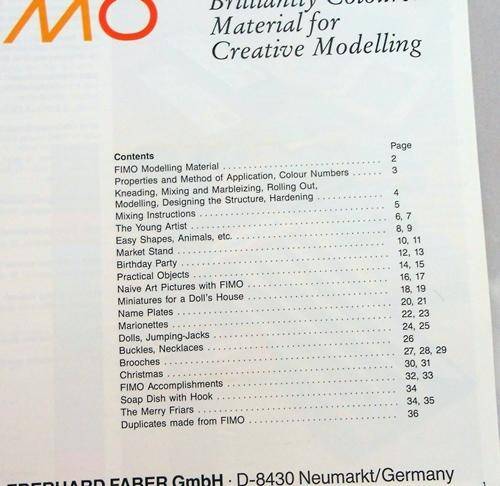 MO
Brilliantly Colour
Material for
Creative Modelling
Contents Page
FIMO Modelling Material 2
Properties and Method of Application, Colour Numbers 3
Kneading, Mixing and Marbleizing, Rolling Out,
Modelling, Designing the Structure, Hardening 4
Mixing Instructions 5
The Young Artist 6, 7
Easy Shapes, Animals, etc. 8, 9
Market Stand 10, 11
Birthday Party 12, 13
Practical Objects 14, 15
Naive Art Pictures with FIMO 16, 17
Miniatures for a Doll's House 18, 19
Name Plates 20, 21
Marionettes 22, 23
Dolls, Jumping-Jacks 24, 25
Buckles, Necklaces 26
Brooches 27, 28, 29
Christmas 30, 31
FIMO Accomplishments 32, 33
Soap Dish with Hook 34
The Merry Friars 34, 35
Duplicates made from FIMO 36
EBERHARD FABER GmbH · D-8430 Neumarkt/Germany
1